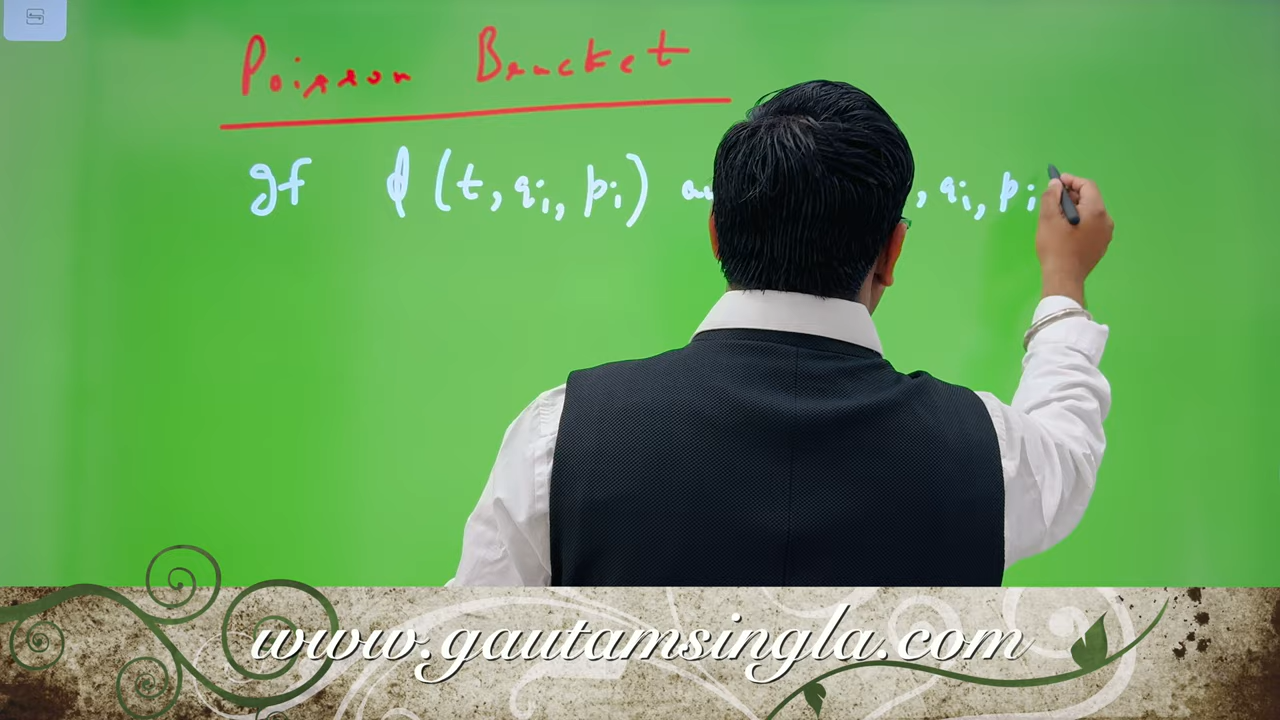 Poisson Bracket
If ϕ (t, qi, pi) , qi, pi
www.gautamsingla.com